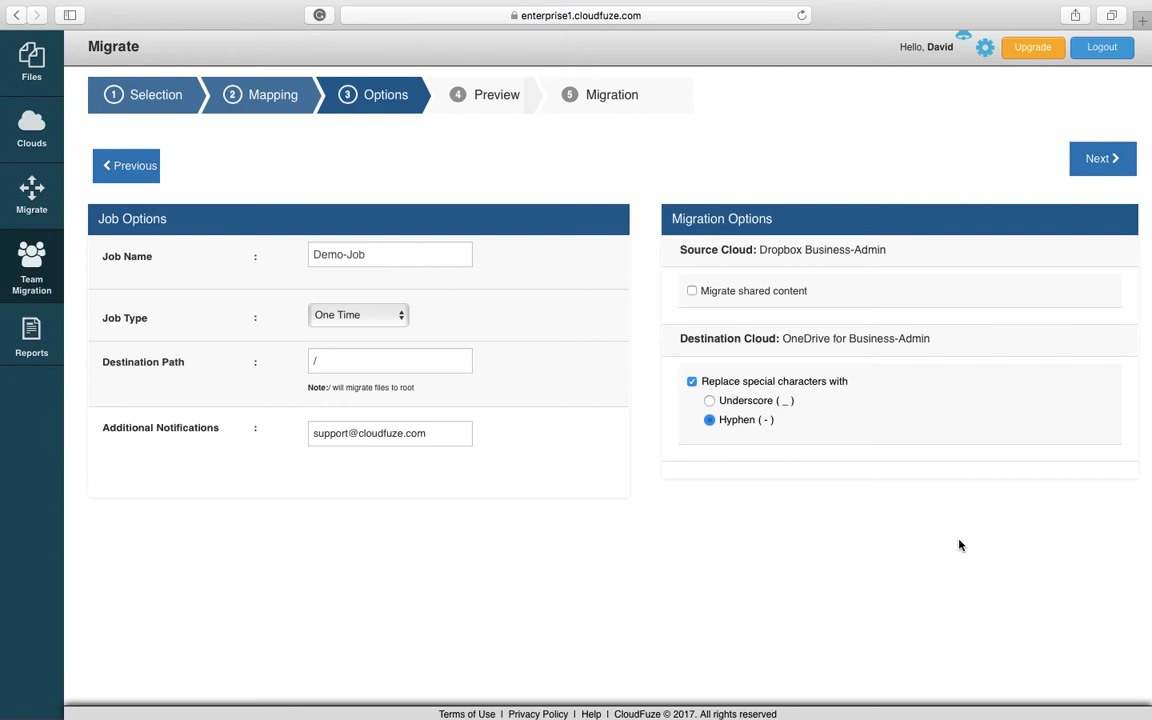 enterprise1.cloudfuze.com
Files
Clouds
Migrate
Team
Migration
Reports
Migrate
Hello, David
Upgrade
Logout
1 Selection
2 Mapping
3 Options
4 Preview
5 Migration
Previous
Next
Job Options
Job Name :
Demo-Job
Job Type :
One Time
Destination Path :
/
Note:/ will migrate files to root
Additional Notifications :
support@cloudfuze.com
Migration Options
Source Cloud: Dropbox Business-Admin
Migrate shared content
Destination Cloud: OneDrive for Business-Admin
Replace special characters with
Underscore ( _ )
Hyphen ( - )
Terms of Use | Privacy Policy | Help | CloudFuze © 2017. All rights reserved